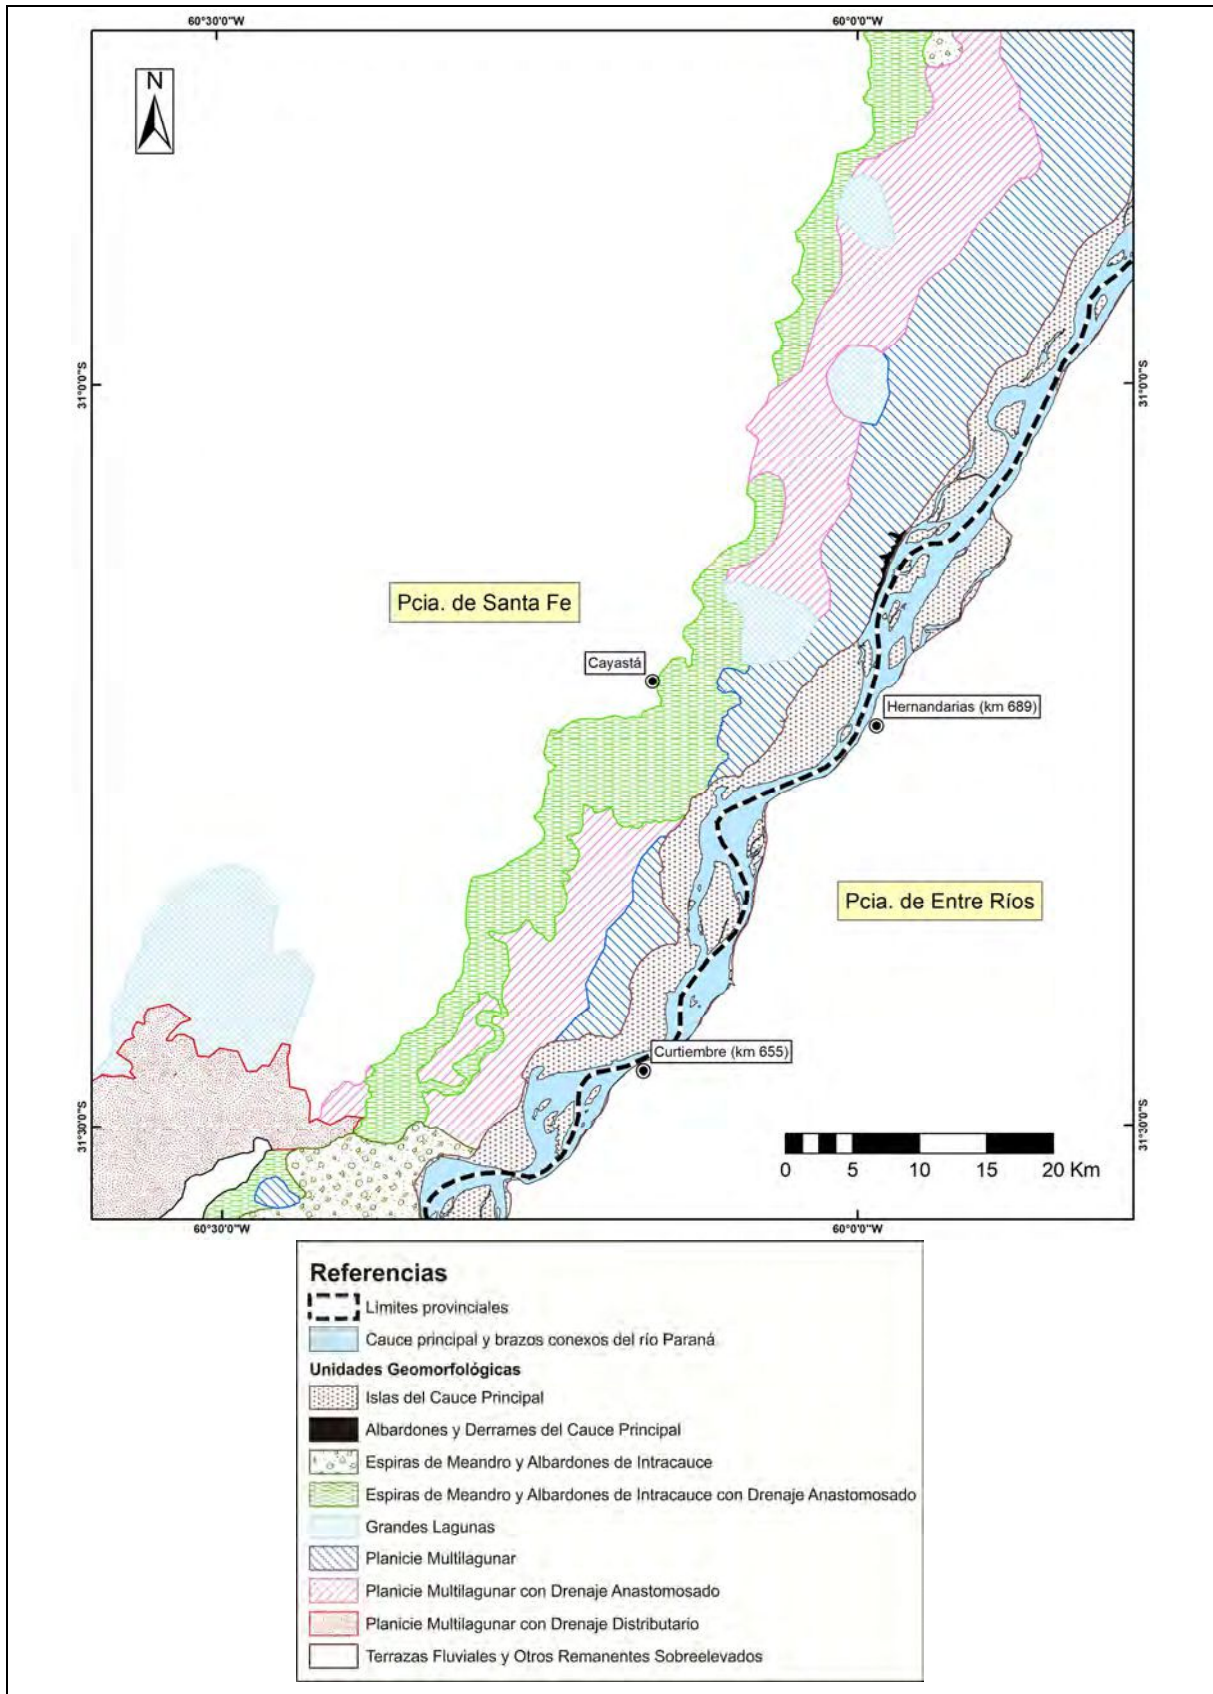 60°30'0"W
60°0'0"W
N
31°0'0"S
31°0'0"S
Pcia. de Santa Fe
Cayastá
Hernandarias (km 689)
Pcia. de Entre Ríos
Curtiembre (km 655)
31°30'0"S
31°30'0"S
0 5 10 15 20 Km
60°30'0"W
60°0'0"W
Referencias
Límites provinciales
Cauce principal y brazos conexos del río Paraná
Unidades Geomorfológicas
Islas del Cauce Principal
Albardones y Derrames del Cauce Principal
Espiras de Meandro y Albardones de Intracauce
Espiras de Meandro y Albardones de Intracauce con Drenaje Anastomosado
Grandes Lagunas
Planicie Multilagunar
Planicie Multilagunar con Drenaje Anastomosado
Planicie Multilagunar con Drenaje Distributario
Terrazas Fluviales y Otros Remanentes Sobreelevados